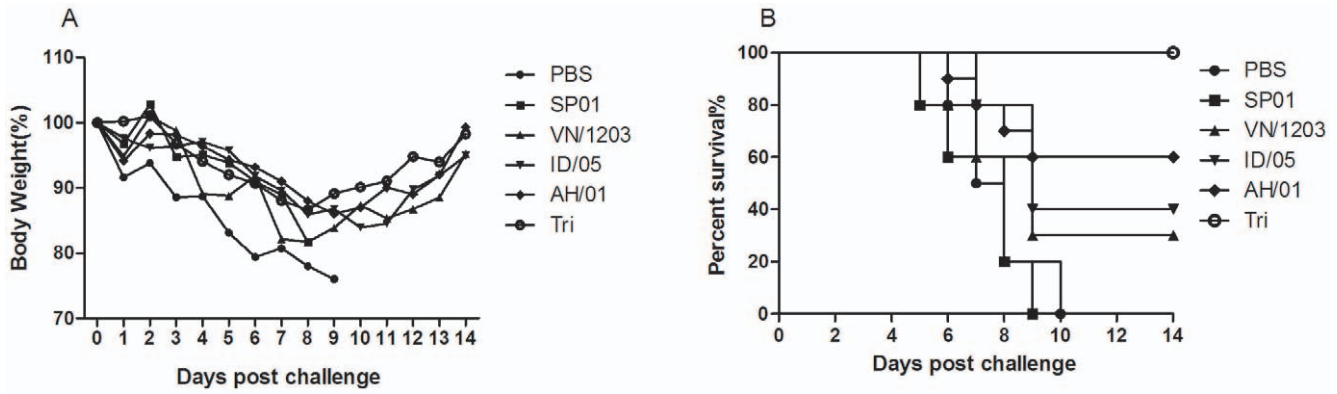 A
Body Weight(%)
110
100
90
80
70
0 1 2 3 4 5 6 7 8 9 10 11 12 13 14
Days post challenge
PBS
SP01
VN/1203
ID/05
AH/01
Tri
B
Percent survival%
100
80
60
40
20
0
0 2 4 6 8 10 12 14
Days post challenge
PBS
SP01
VN/1203
ID/05
AH/01
Tri